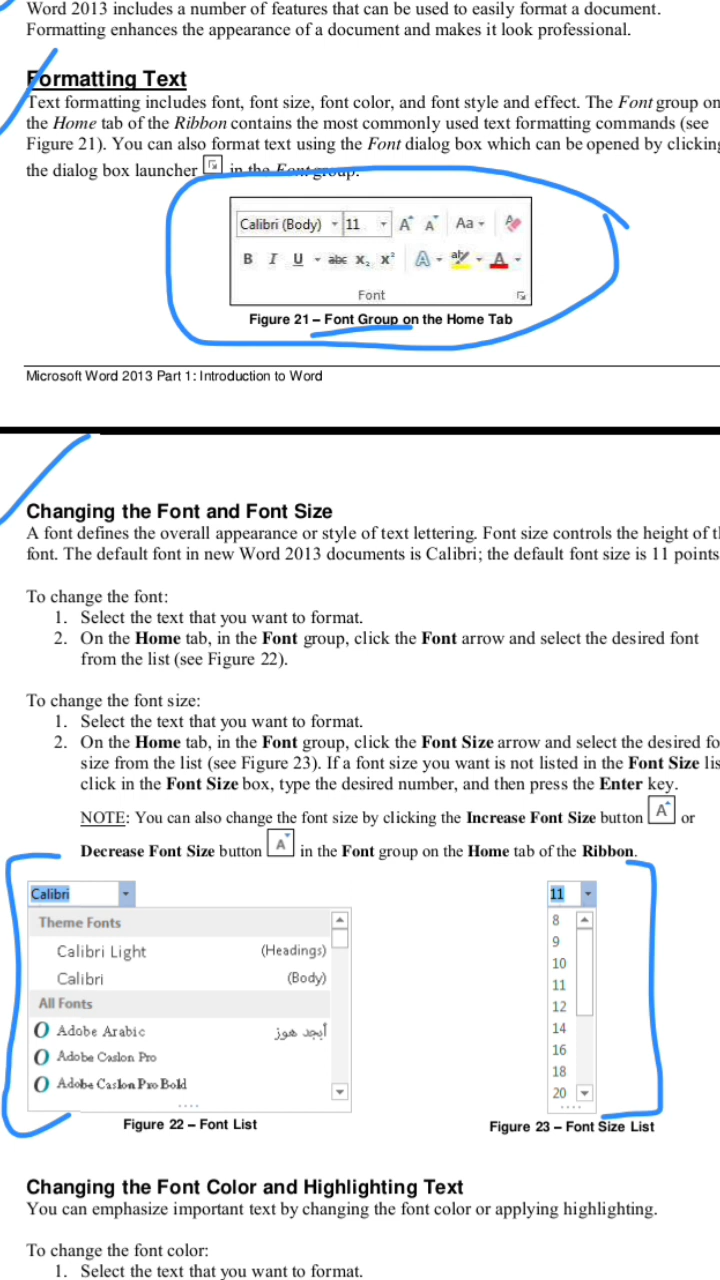 Word 2013 includes a number of features that can be used to easily format a document.
Formatting enhances the appearance of a document and makes it look professional.
Formatting Text
Text formatting includes font, font size, font color, and font style and effect. The Font group on
the Home tab of the Ribbon contains the most commonly used text formatting commands (see
Figure 21). You can also format text using the Font dialog box which can be opened by clicking
the dialog box launcher in the Font group.
Calibri (Body) 11 A A Aa A
B I U abc X₂ X² A ab A
Font
Figure 21 – Font Group on the Home Tab
Microsoft Word 2013 Part 1: Introduction to Word
Changing the Font and Font Size
A font defines the overall appearance or style of text lettering. Font size controls the height of t
font. The default font in new Word 2013 documents is Calibri; the default font size is 11 points
To change the font:
1. Select the text that you want to format.
2. On the Home tab, in the Font group, click the Font arrow and select the desired font
from the list (see Figure 22).
To change the font size:
1. Select the text that you want to format.
2. On the Home tab, in the Font group, click the Font Size arrow and select the desired fo
size from the list (see Figure 23). If a font size you want is not listed in the Font Size lis
click in the Font Size box, type the desired number, and then press the Enter key.
NOTE: You can also change the font size by clicking the Increase Font Size button A or
Decrease Font Size button A in the Font group on the Home tab of the Ribbon.
Calibri
Theme Fonts
Calibri Light (Headings)
Calibri (Body)
All Fonts
O Adobe Arabic أبجد هوز
O Adobe Caslon Pro
O Adobe Caslon Pro Bold
....
Figure 22 – Font List
11
8
9
10
11
12
14
16
18
20
....
Figure 23 – Font Size List
Changing the Font Color and Highlighting Text
You can emphasize important text by changing the font color or applying highlighting.
To change the font color:
1. Select the text that you want to format.